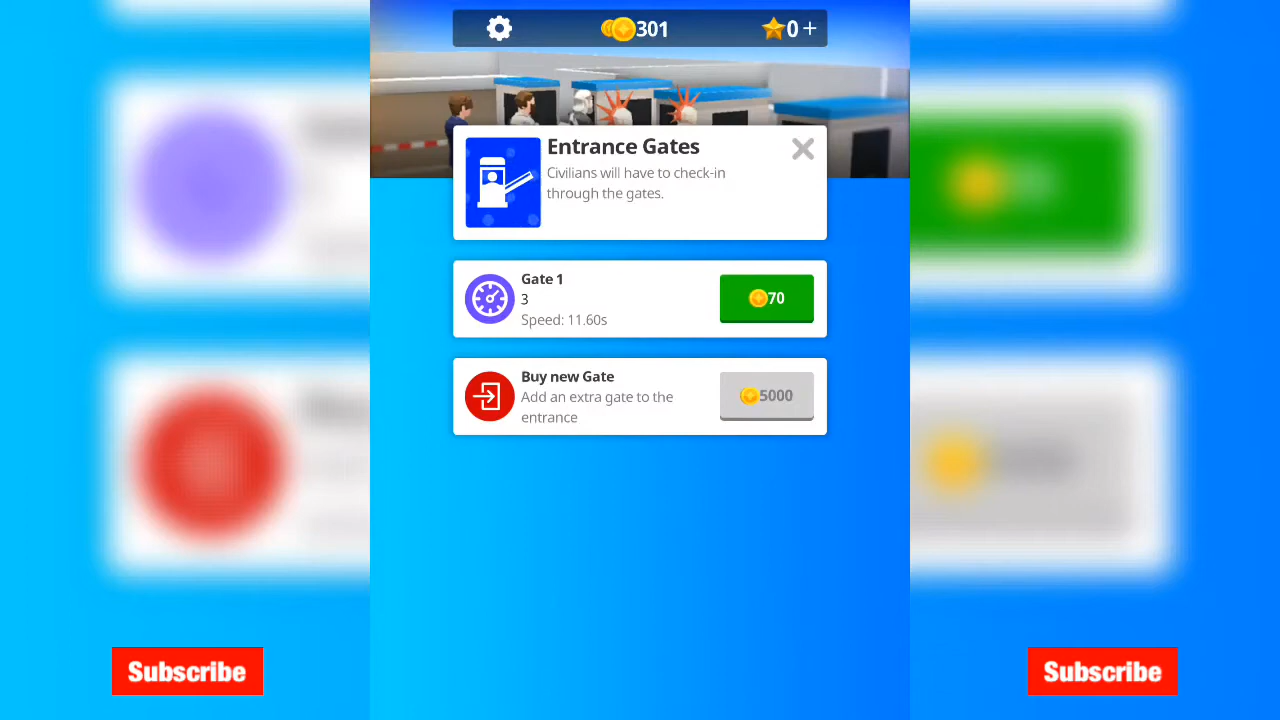 301
0 +
Entrance Gates
Civilians will have to check-in
through the gates.
Gate 1
3
Speed: 11.60s
70
Buy new Gate
Add an extra gate to the
entrance
5000
Subscribe
Subscribe